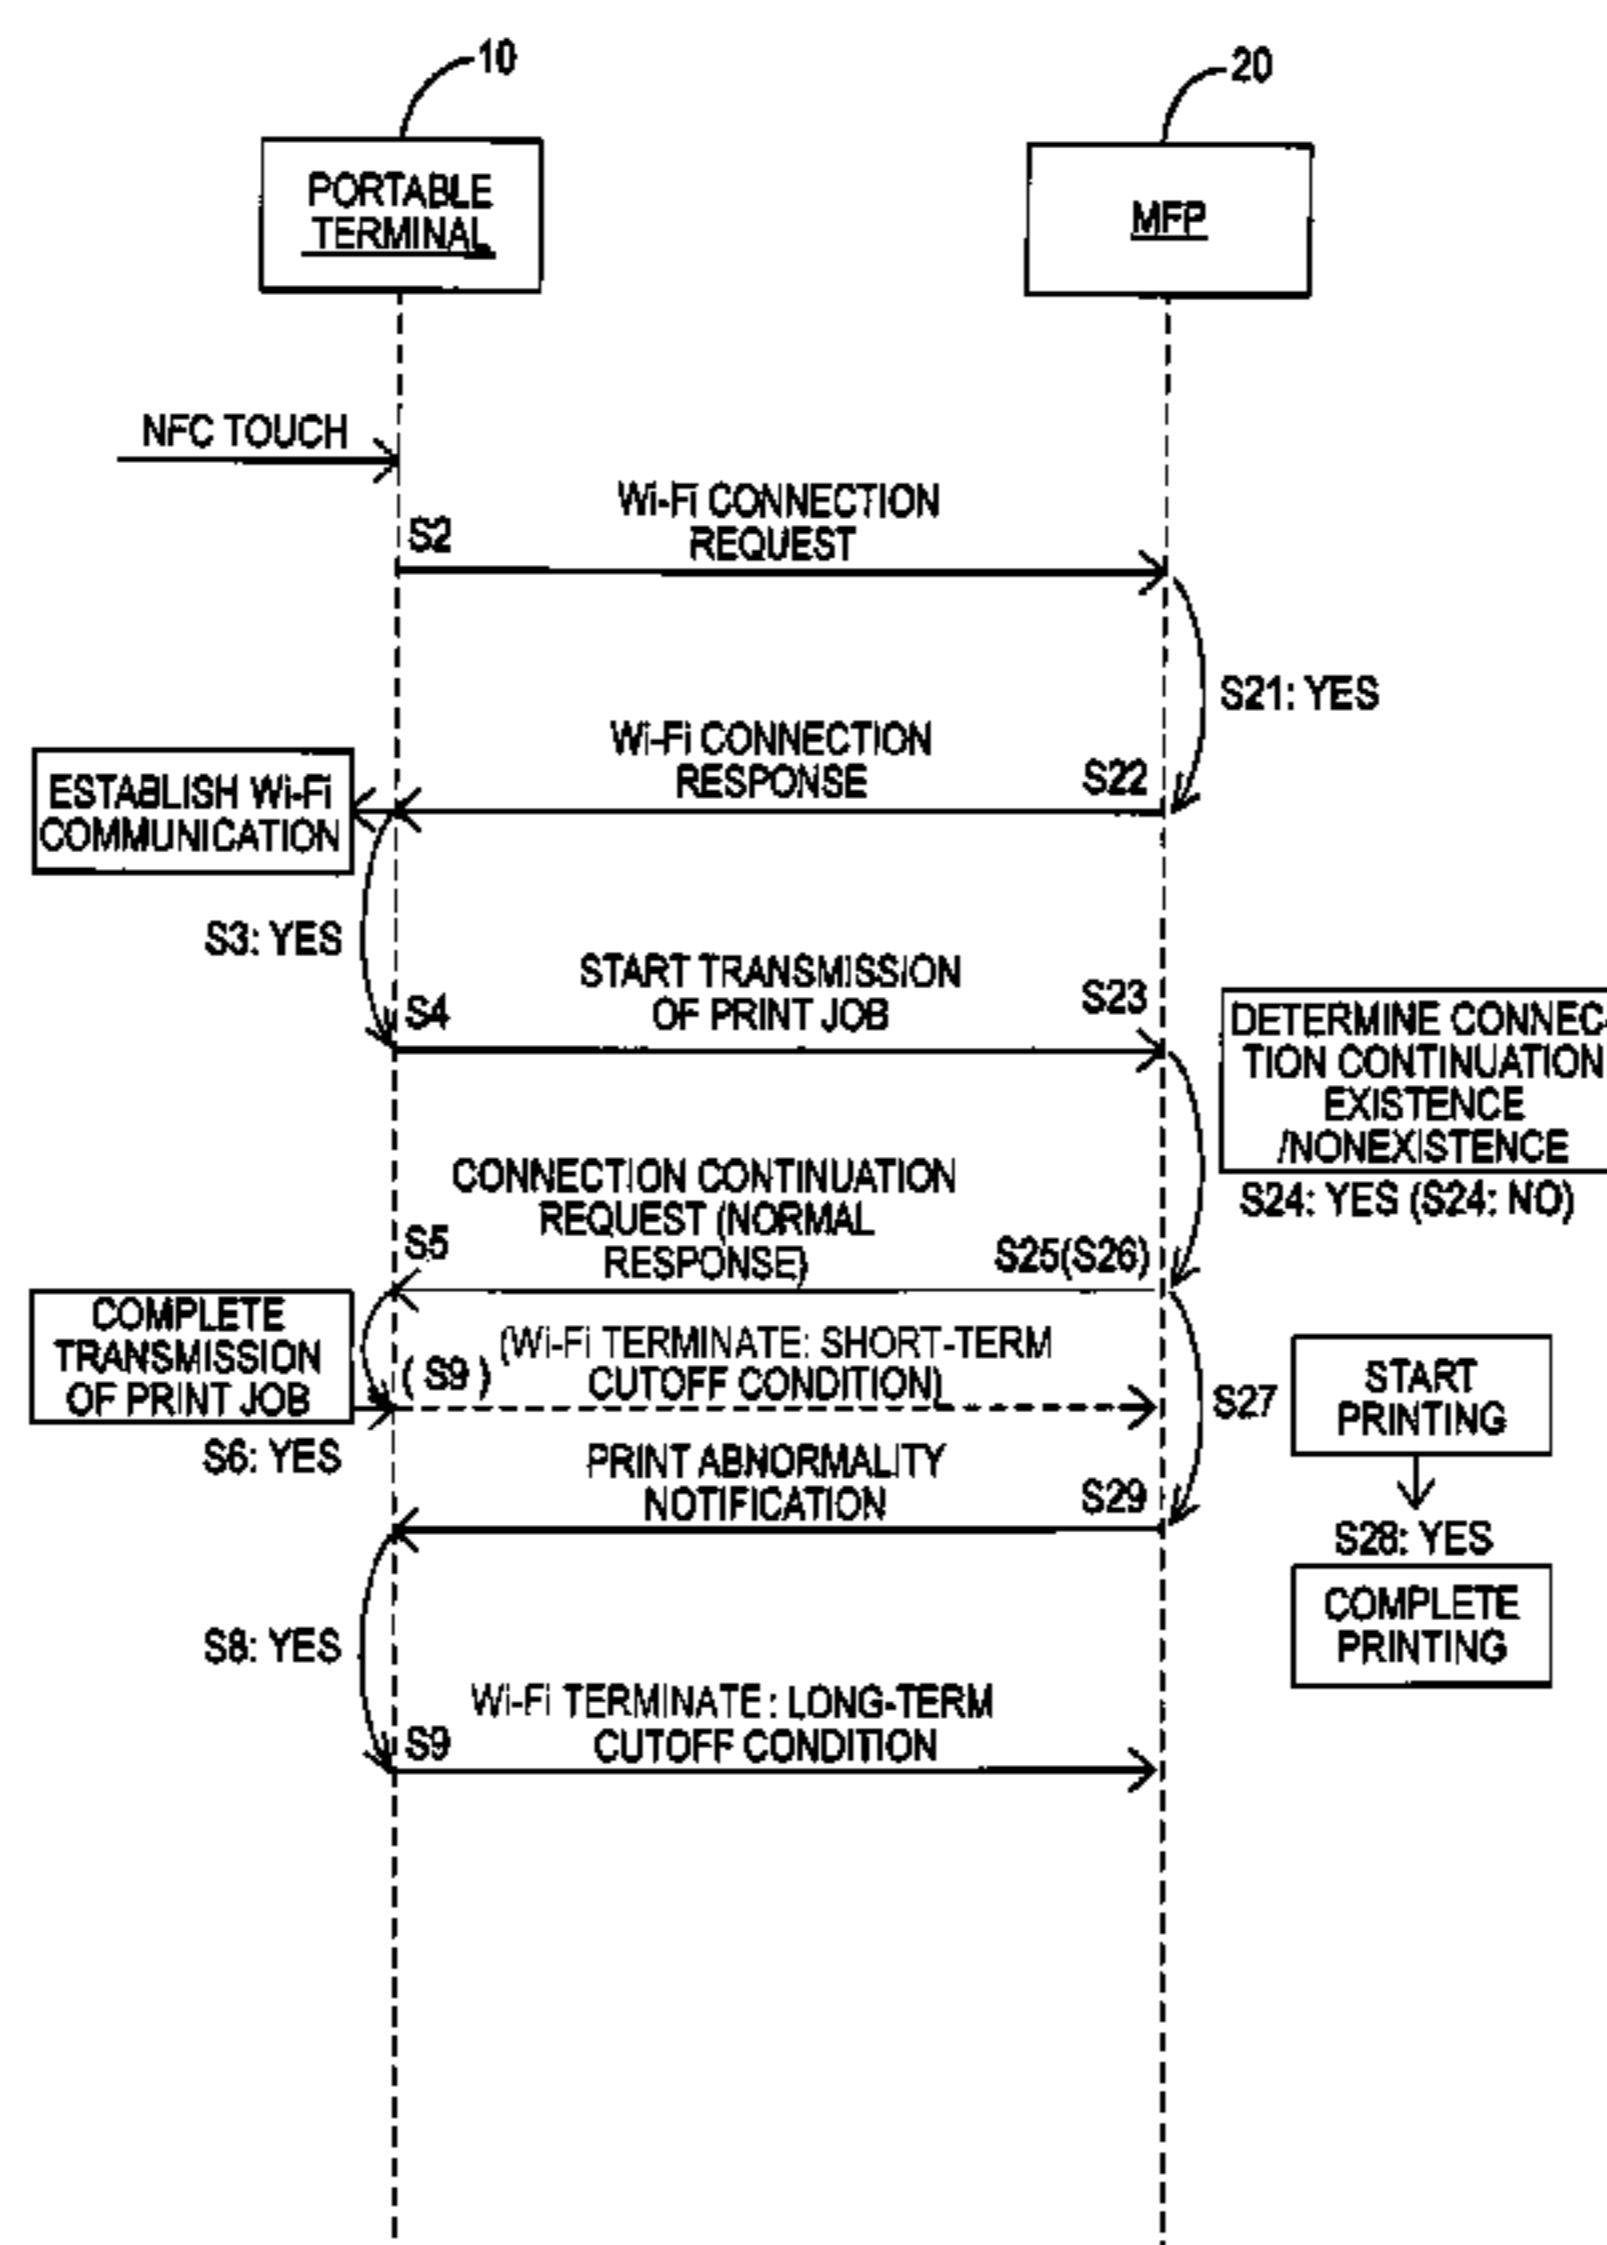 10
20
PORTABLE
TERMINAL
MFP
NFC TOUCH
Wi-Fi CONNECTION
REQUEST
S2
S21: YES
Wi-Fi CONNECTION
RESPONSE
S22
ESTABLISH Wi-Fi
COMMUNICATION
S3: YES
START TRANSMISSION
OF PRINT JOB
S4
S23
DETERMINE CONNEC-
TION CONTINUATION
EXISTENCE
/NONEXISTENCE
S24: YES (S24: NO)
CONNECTION CONTINUATION
REQUEST (NORMAL
RESPONSE)
S5
S25(S26)
COMPLETE
TRANSMISSION
OF PRINT JOB
(Wi-Fi TERMINATE: SHORT-TERM
CUTOFF CONDITION)
( S9 )
S27
START
PRINTING
S6: YES
PRINT ABNORMALITY
NOTIFICATION
S29
S28: YES
COMPLETE
PRINTING
S8: YES
Wi-Fi TERMINATE : LONG-TERM
CUTOFF CONDITION
S9